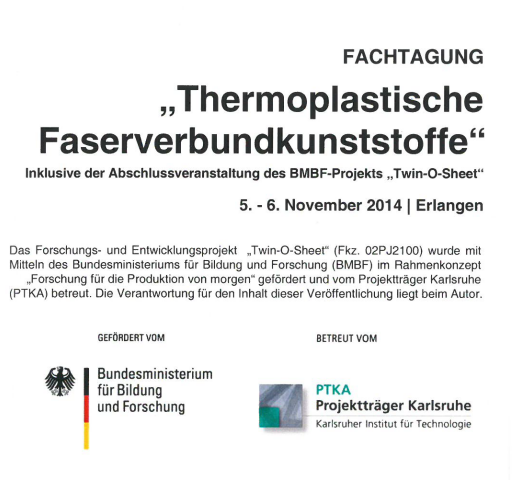 FACHTAGUNG
„Thermoplastische
Faserverbundkunststoffe“
Inklusive der Abschlussveranstaltung des BMBF-Projekts „Twin-O-Sheet“
5. - 6. November 2014 | Erlangen
Das Forschungs- und Entwicklungsprojekt „Twin-O-Sheet“ (Fkz. 02PJ2100) wurde mit
Mitteln des Bundesministeriums für Bildung und Forschung (BMBF) im Rahmenkonzept
„Forschung für die Produktion von morgen“ gefördert und vom Projektträger Karlsruhe
(PTKA) betreut. Die Verantwortung für den Inhalt dieser Veröffentlichung liegt beim Autor.
GEFÖRDERT VOM
Bundesministerium
für Bildung
und Forschung
BETREUT VOM
PTKA
Projektträger Karlsruhe
Karlsruher Institut für Technologie